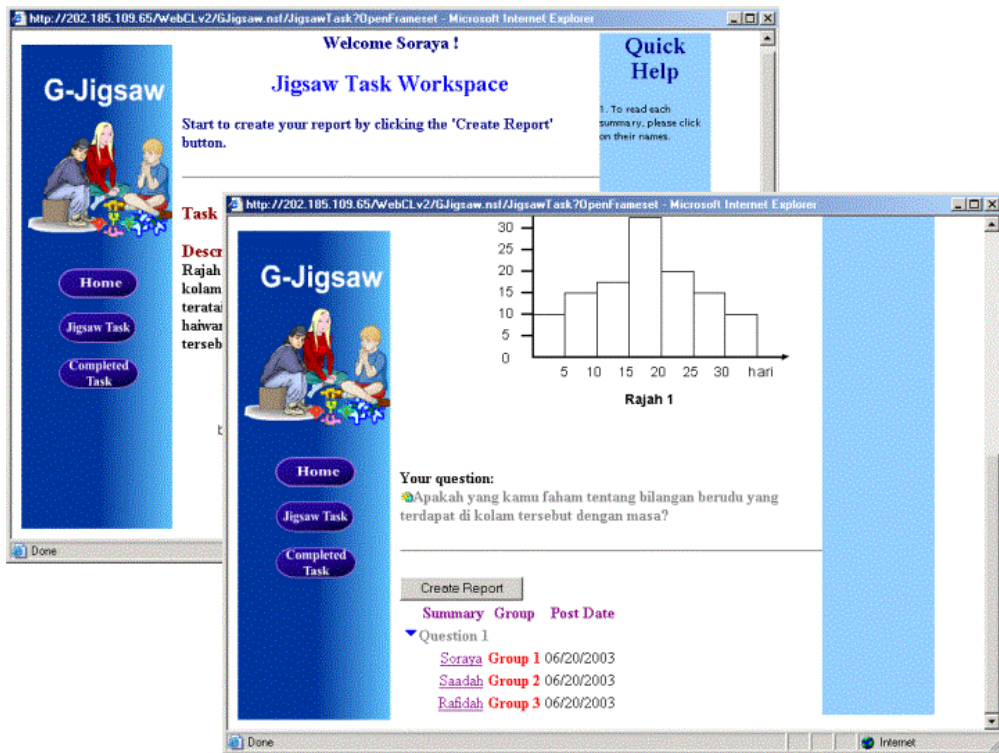 http://202.185.109.65/WebCLv2/GJigsaw.nsf/JigsawTask?OpenFrameset - Microsoft Internet Explorer
G-Jigsaw
Home
Jigsaw Task
Completed
Task
Welcome Soraya !
Jigsaw Task Workspace
Start to create your report by clicking the 'Create Report'
button.
Task
Descr
Rajah
kolam
teratai
haiwan
terseb
Quick
Help
1. To read each
summary, please click
on their names.
Done
http://202.185.109.65/WebCLv2/GJigsaw.nsf/JigsawTask?OpenFrameset - Microsoft Internet Explorer
G-Jigsaw
Home
Jigsaw Task
Completed
Task
30
25
20
15
10
5
0
5 10 15 20 25 30 hari
Rajah 1
Your question:
Apakah yang kamu faham tentang bilangan berudu yang
terdapat di kolam tersebut dengan masa?
Create Report
Summary Group Post Date
Question 1
Soraya Group 1 06/20/2003
Saadah Group 2 06/20/2003
Rafidah Group 3 06/20/2003
Done
Internet